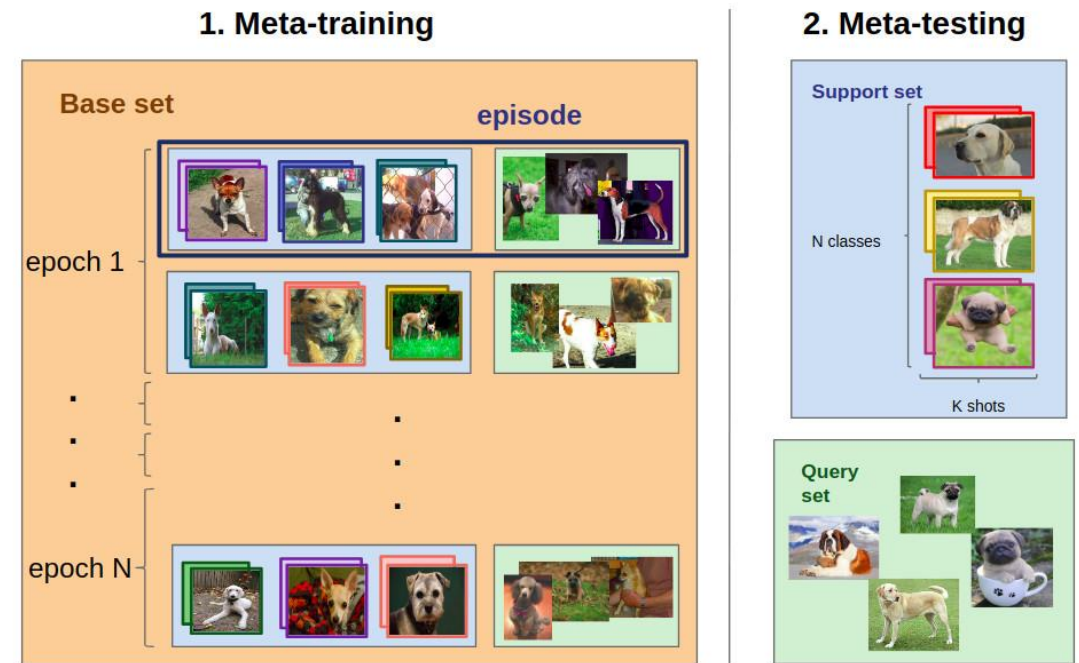 1. Meta-training
2. Meta-testing
Base set
episode
epoch 1
epoch N
Support set
N classes
K shots
Query
set